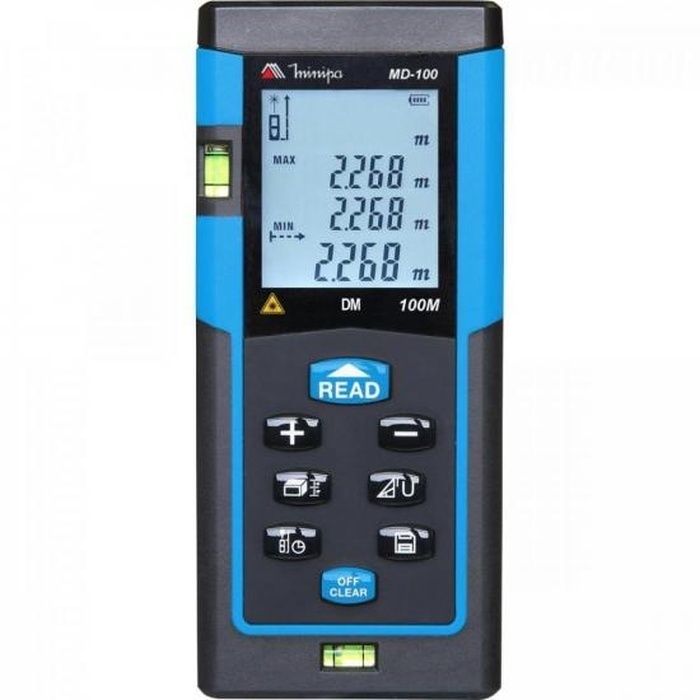 minipa MD-100
m
MAX 2.268 m
2.268 m
MIN
2.268 m
DM 100M
READ
+ −
OFF
CLEAR